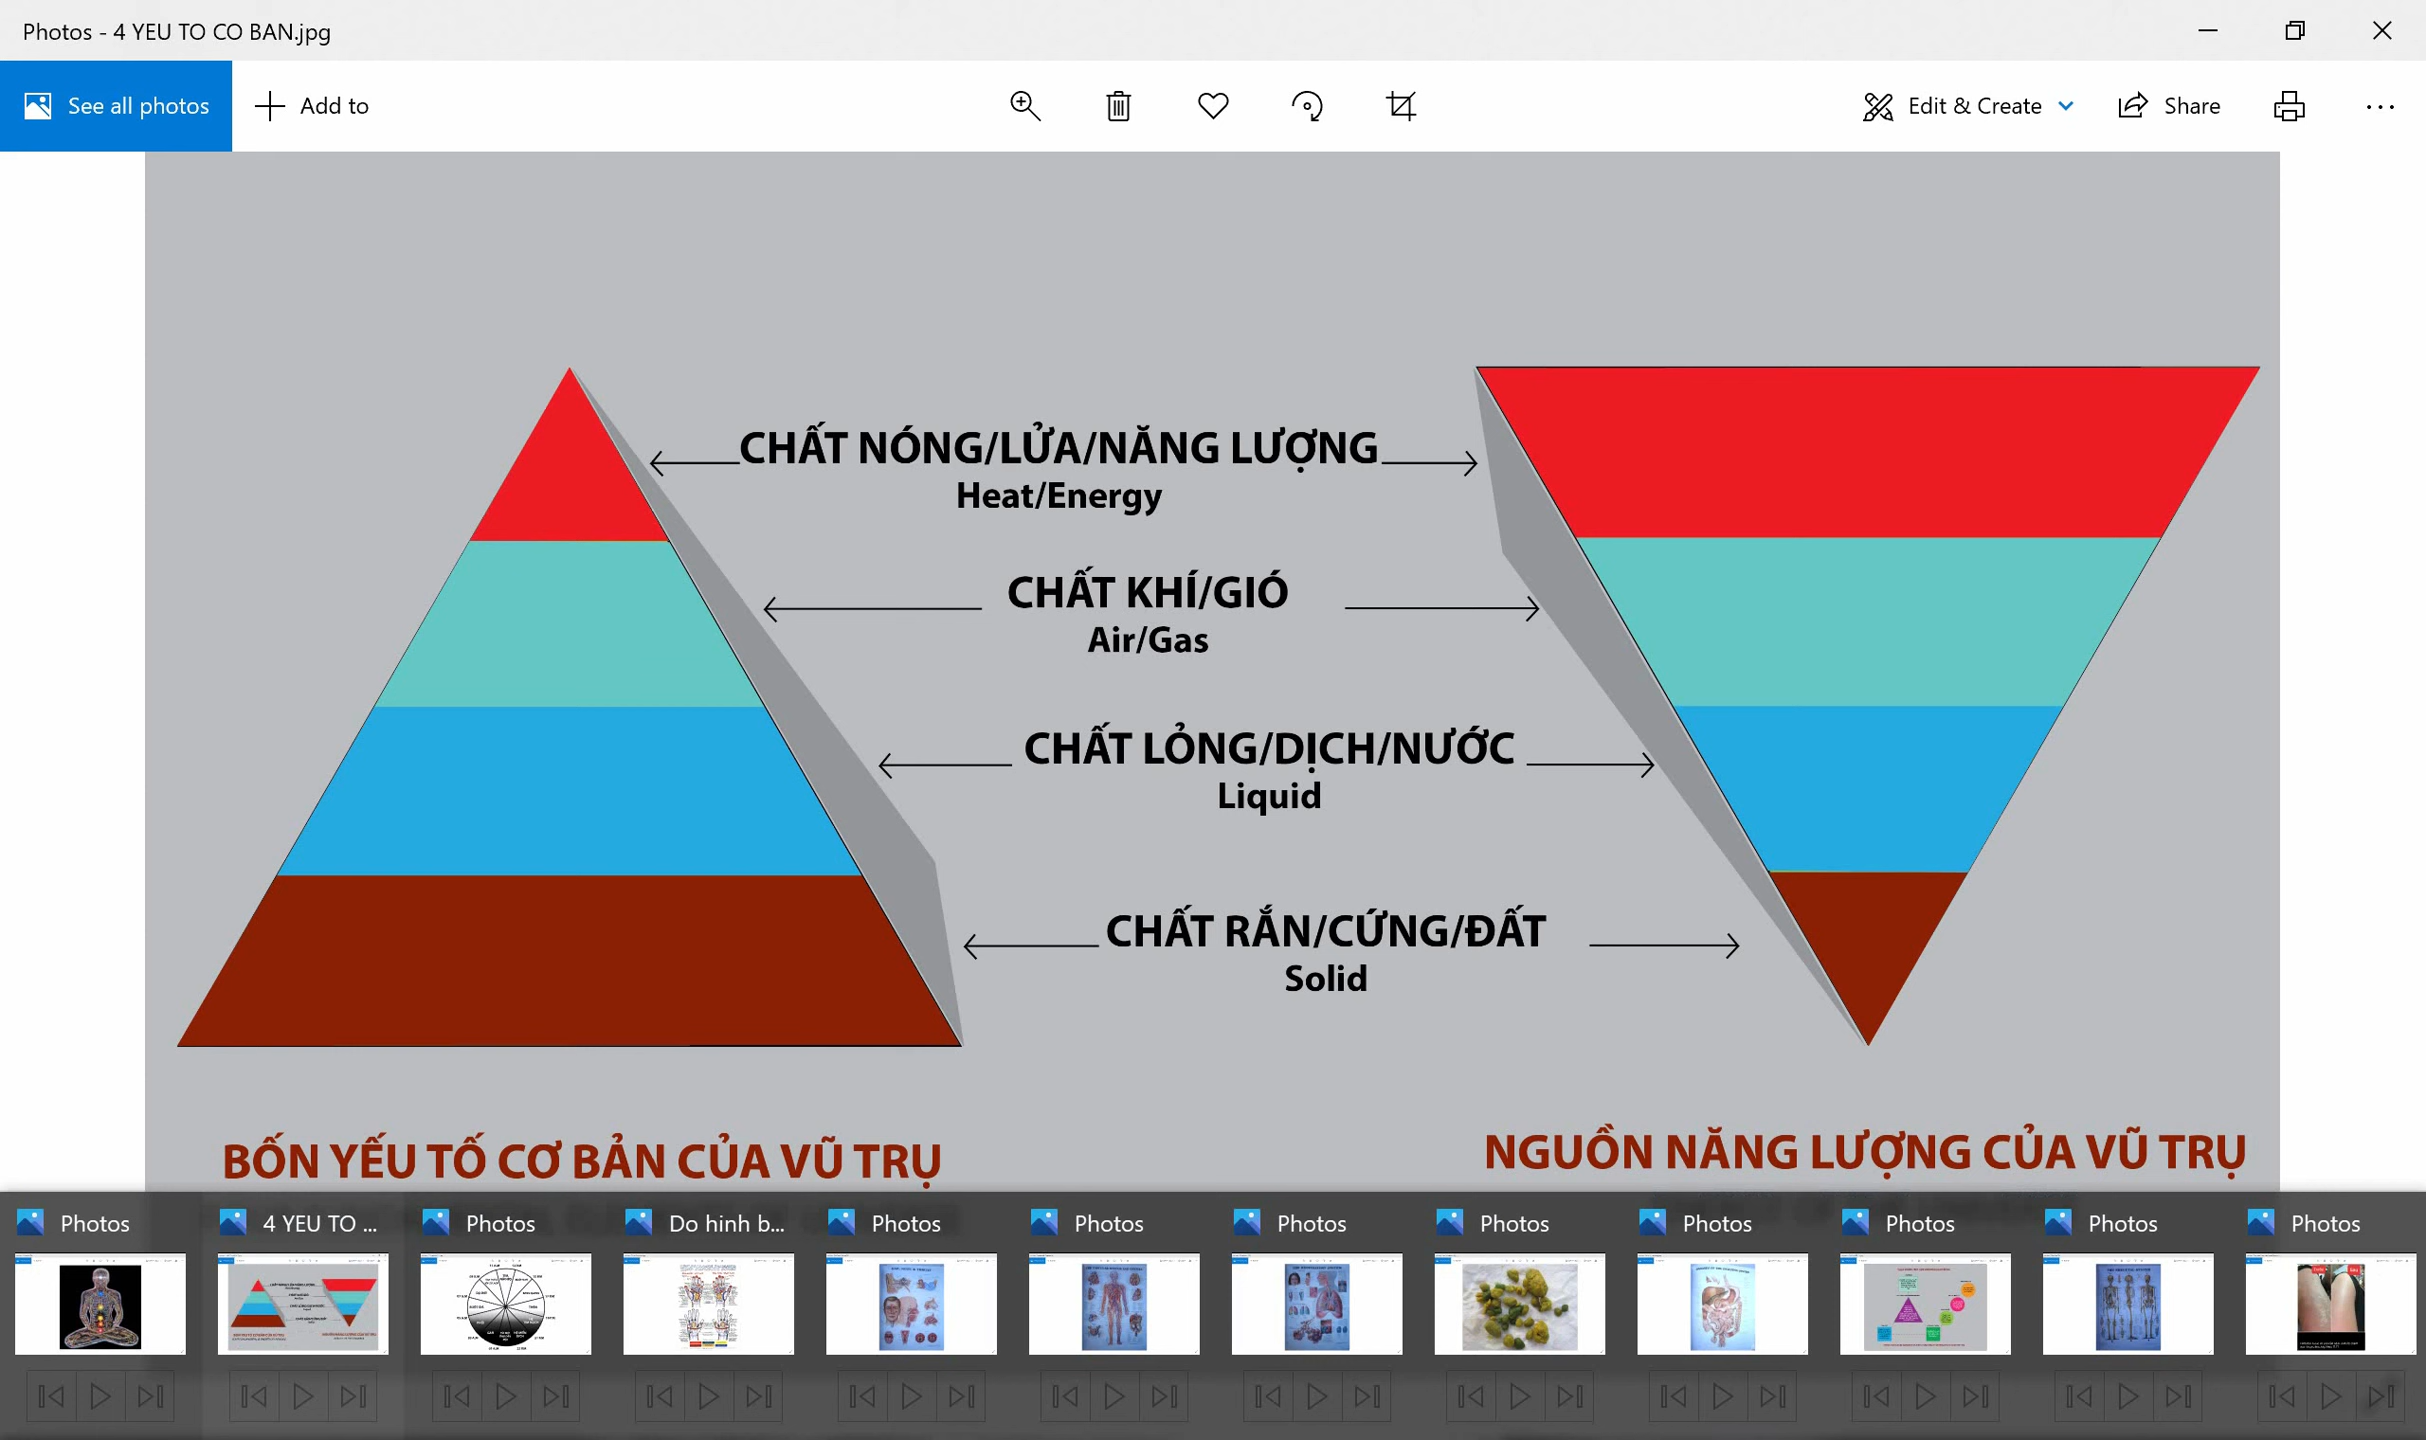 Photos - 4 YEU TO CO BAN.jpg
See all photos
Add to
Edit & Create
Share
CHẤT NÓNG/LỬA/NĂNG LƯỢNG
Heat/Energy
CHẤT KHÍ/GIÓ
Air/Gas
CHẤT LỎNG/DỊCH/NƯỚC
Liquid
CHẤT RẮN/CỨNG/ĐẤT
Solid
BỐN YẾU TỐ CƠ BẢN CỦA VŨ TRỤ
NGUỒN NĂNG LƯỢNG CỦA VŨ TRỤ
Photos
4 YEU TO ...
Photos
Do hinh b...
Photos
Photos
Photos
Photos
Photos
Photos
Photos
Photos